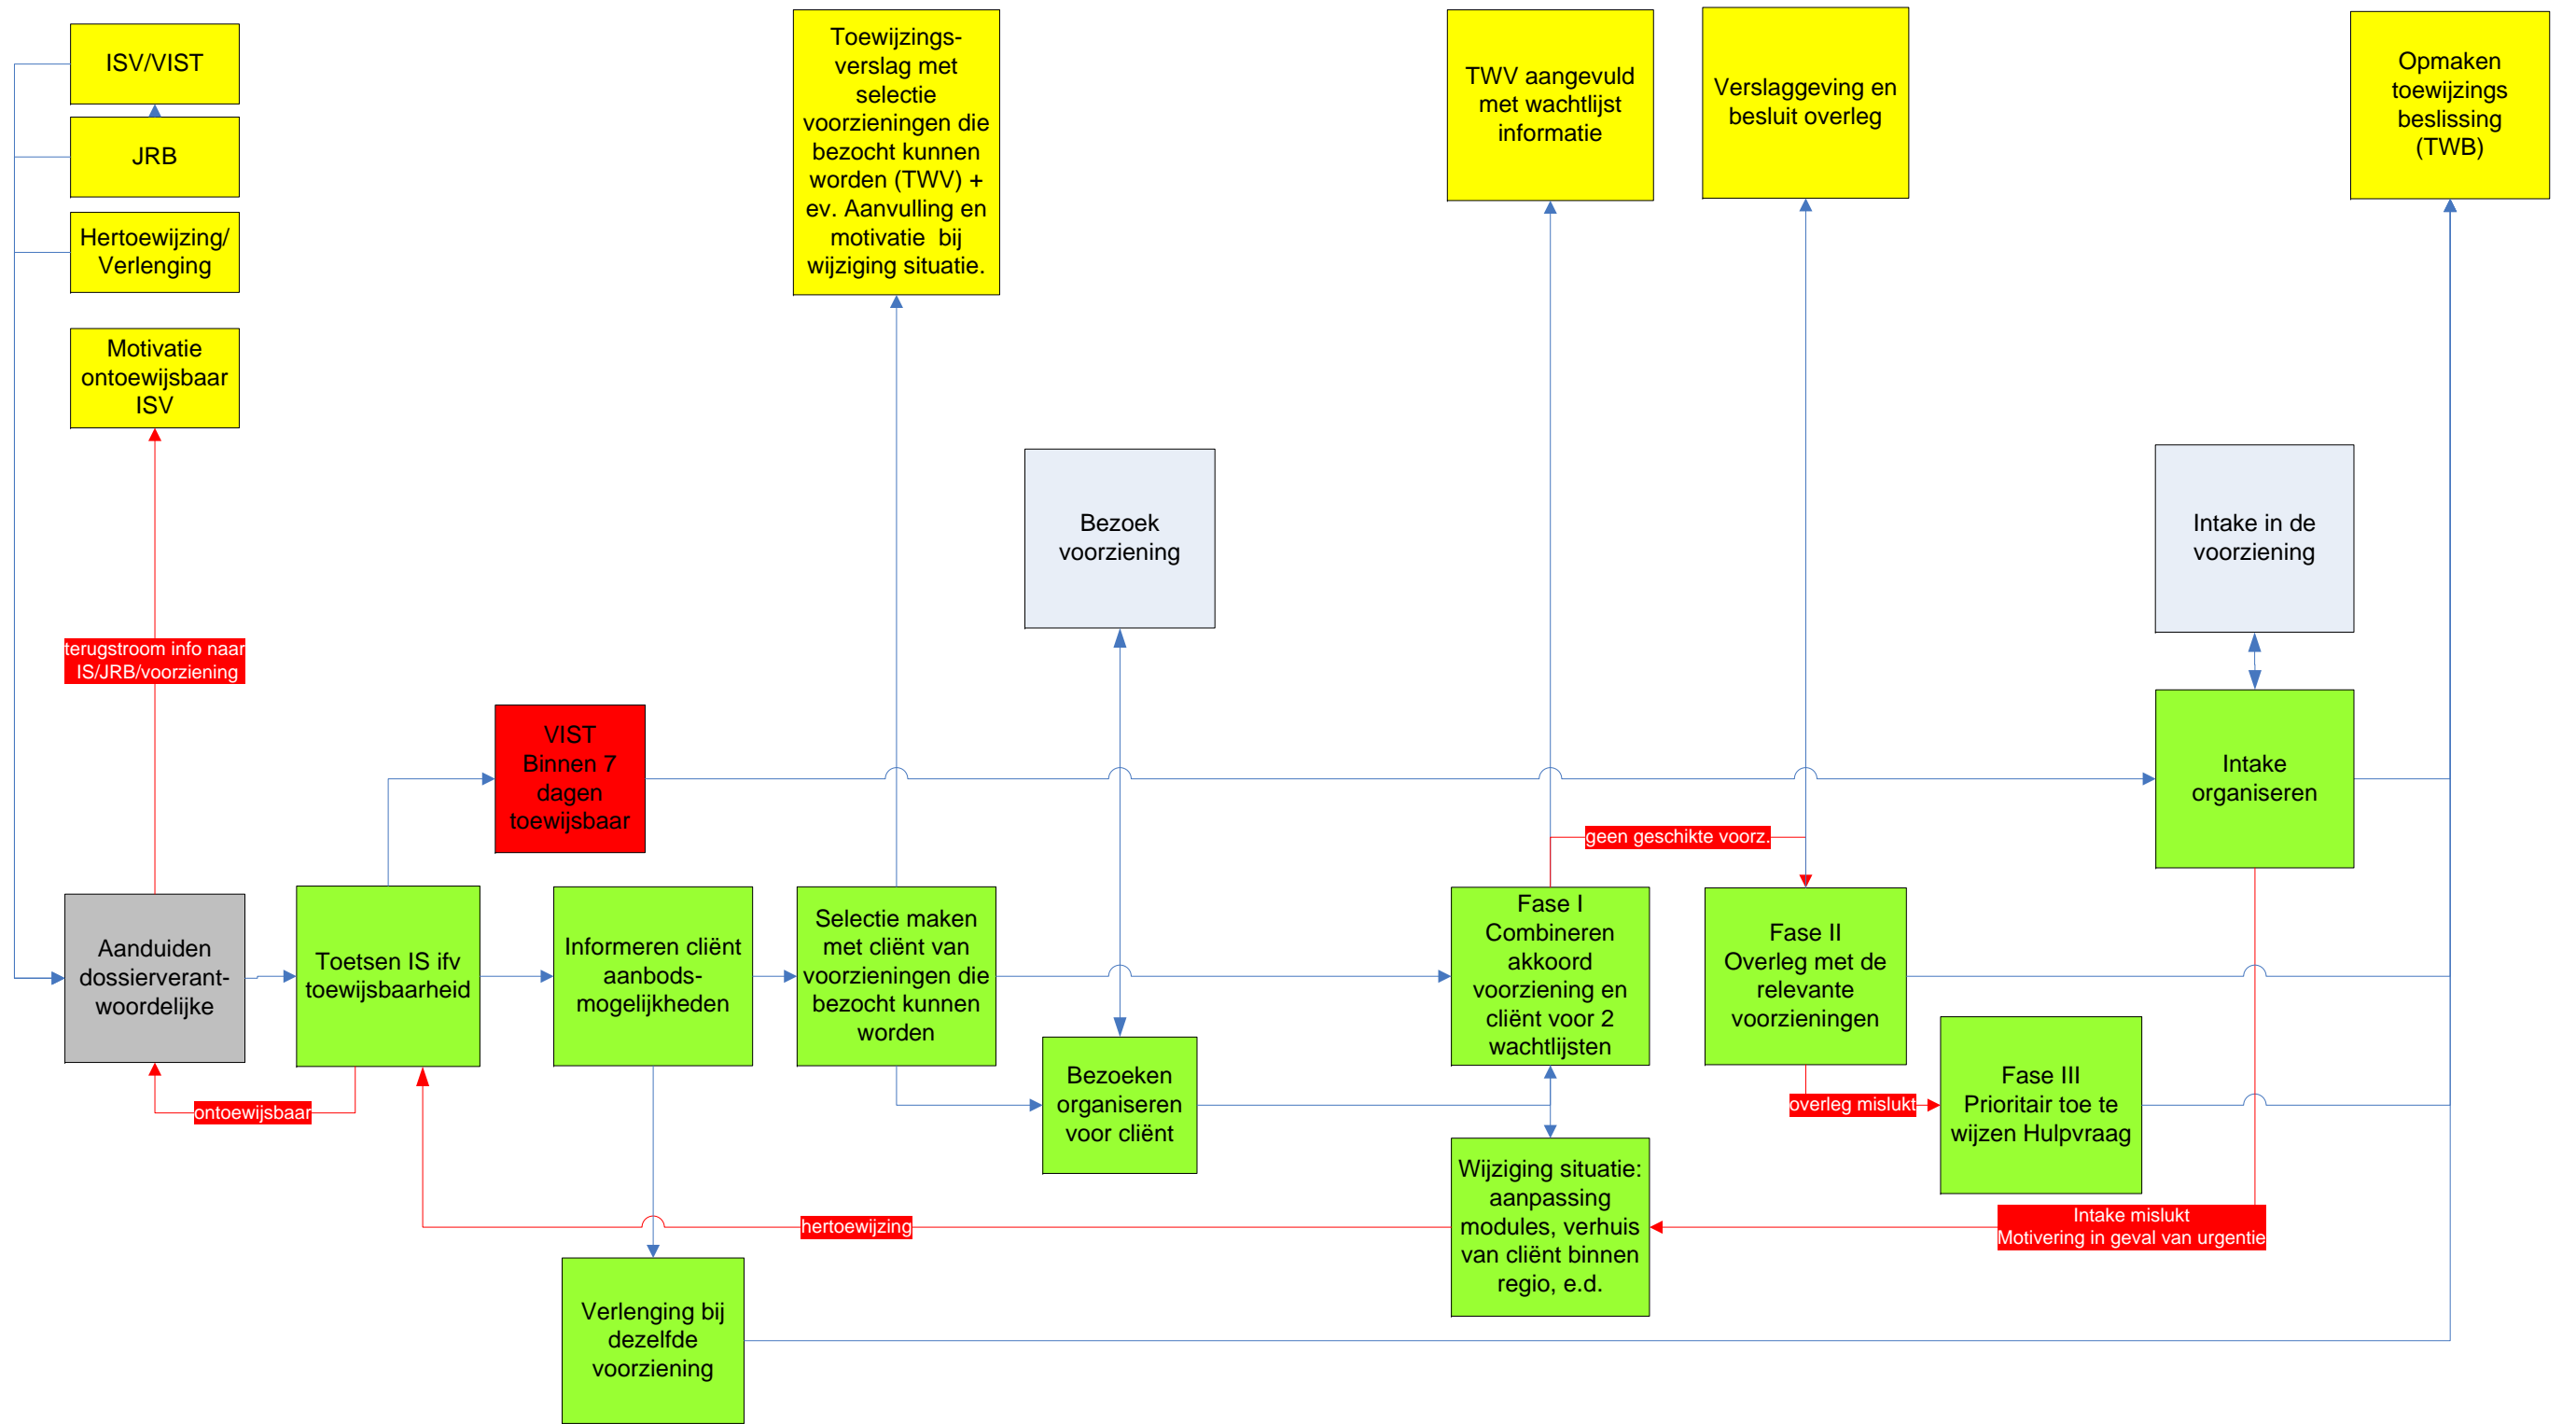 ISV/VIST
JRB
Hertoewijzing/
Verlenging
Motivatie
ontoewijsbaar
ISV
Toewijzings-
verslag met
selectie
voorzieningen die
bezocht kunnen
worden (TWV) +
ev. Aanvulling en
motivatie  bij
wijziging situatie.
TWV aangevuld
met wachtlijst
informatie
Verslaggeving en
besluit overleg
Opmaken
toewijzings
beslissing
(TWB)
Bezoek
voorziening
Intake in de
voorziening
terugstroom info naar
IS/JRB/voorziening
VIST
Binnen 7
dagen
toewijsbaar
Intake
organiseren
geen geschikte voorz.
Aanduiden
dossierverant-
woordelijke
Toetsen IS ifv
toewijsbaarheid
Informeren cliënt
aanbods-
mogelijkheden
Selectie maken
met cliënt van
voorzieningen die
bezocht kunnen
worden
Fase I
Combineren
akkoord
voorziening en
cliënt voor 2
wachtlijsten
Fase II
Overleg met de
relevante
voorzieningen
Bezoeken
organiseren
voor cliënt
Fase III
Prioritair toe te
wijzen Hulpvraag
ontoewijsbaar
overleg mislukt
Wijziging situatie:
aanpassing
modules, verhuis
van cliënt binnen
regio, e.d.
hertoewijzing
Intake mislukt
Motivering in geval van urgentie
Verlenging bij
dezelfde
voorziening